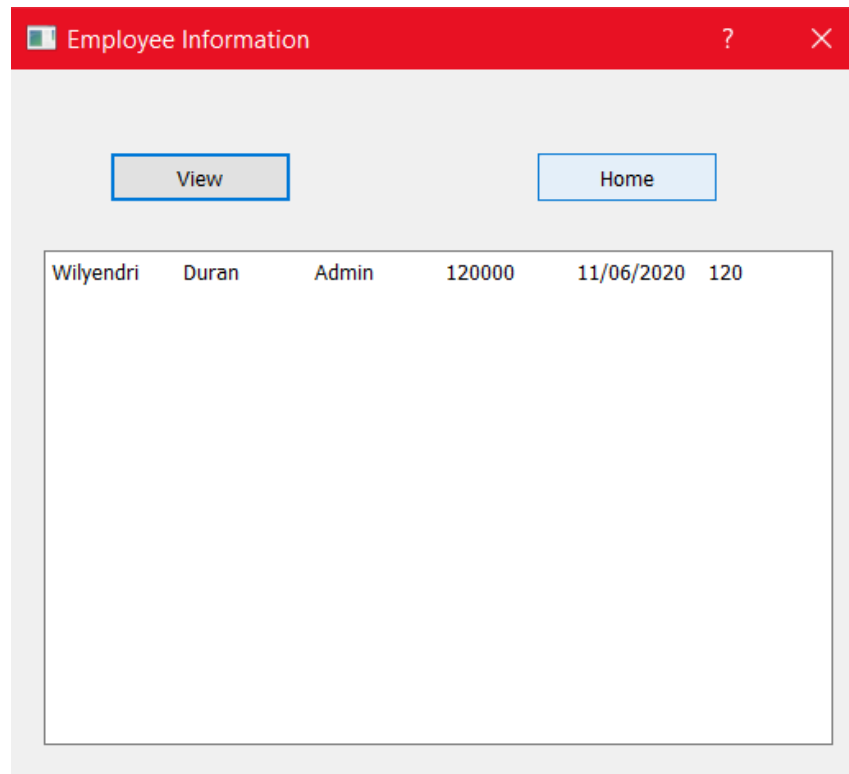 Employee Information ?
View Home
Wilyendri Duran Admin 120000 11/06/2020 120